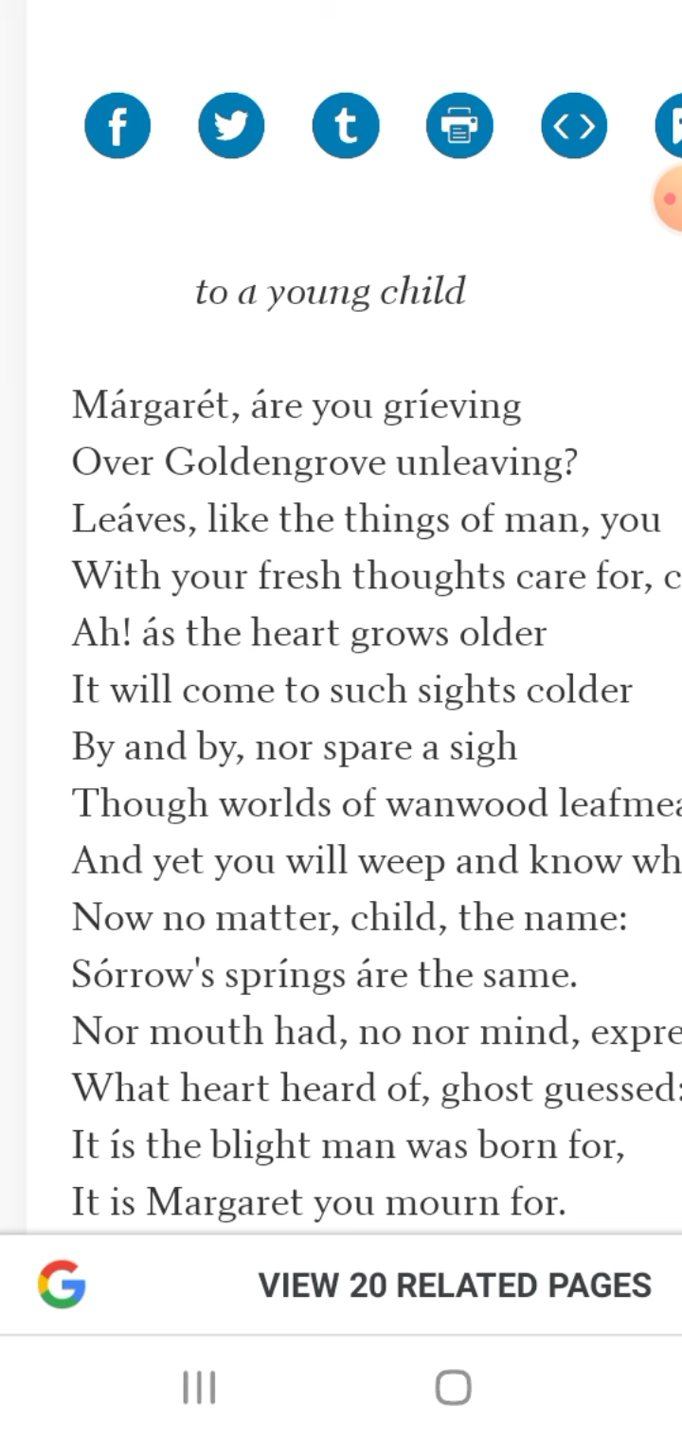 to a young child
Márgarét, áre you gríeving
Over Goldengrove unleaving?
Leáves, like the things of man, you
With your fresh thoughts care for, c
Ah! ás the heart grows older
It will come to such sights colder
By and by, nor spare a sigh
Though worlds of wanwood leafmea
And yet you will weep and know wh
Now no matter, child, the name:
Sórrow's spríngs áre the same.
Nor mouth had, no nor mind, expre
What heart heard of, ghost guessed:
It ís the blight man was born for,
It is Margaret you mourn for.
VIEW 20 RELATED PAGES